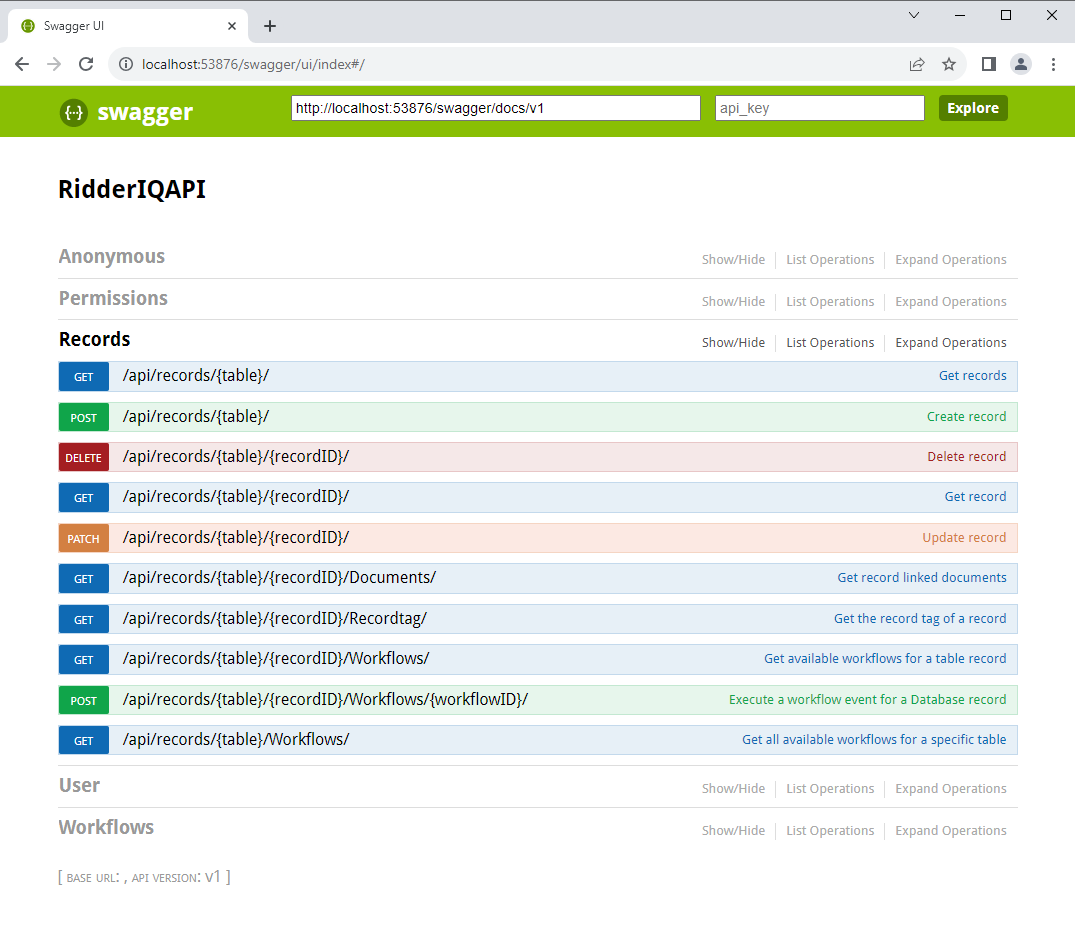 Swagger UI
localhost:53876/swagger/ui/index#/
{··} swagger http://localhost:53876/swagger/docs/v1 api_key Explore
RidderIQAPI
Anonymous Show/Hide List Operations Expand Operations
Permissions Show/Hide List Operations Expand Operations
Records Show/Hide List Operations Expand Operations
GET /api/records/{table}/ Get records
POST /api/records/{table}/ Create record
DELETE /api/records/{table}/{recordID}/ Delete record
GET /api/records/{table}/{recordID}/ Get record
PATCH /api/records/{table}/{recordID}/ Update record
GET /api/records/{table}/{recordID}/Documents/ Get record linked documents
GET /api/records/{table}/{recordID}/Recordtag/ Get the record tag of a record
GET /api/records/{table}/{recordID}/Workflows/ Get available workflows for a table record
POST /api/records/{table}/{recordID}/Workflows/{workflowID}/ Execute a workflow event for a Database record
GET /api/records/{table}/Workflows/ Get all available workflows for a specific table
User Show/Hide List Operations Expand Operations
Workflows Show/Hide List Operations Expand Operations
[ BASE URL: , API VERSION: V1 ]